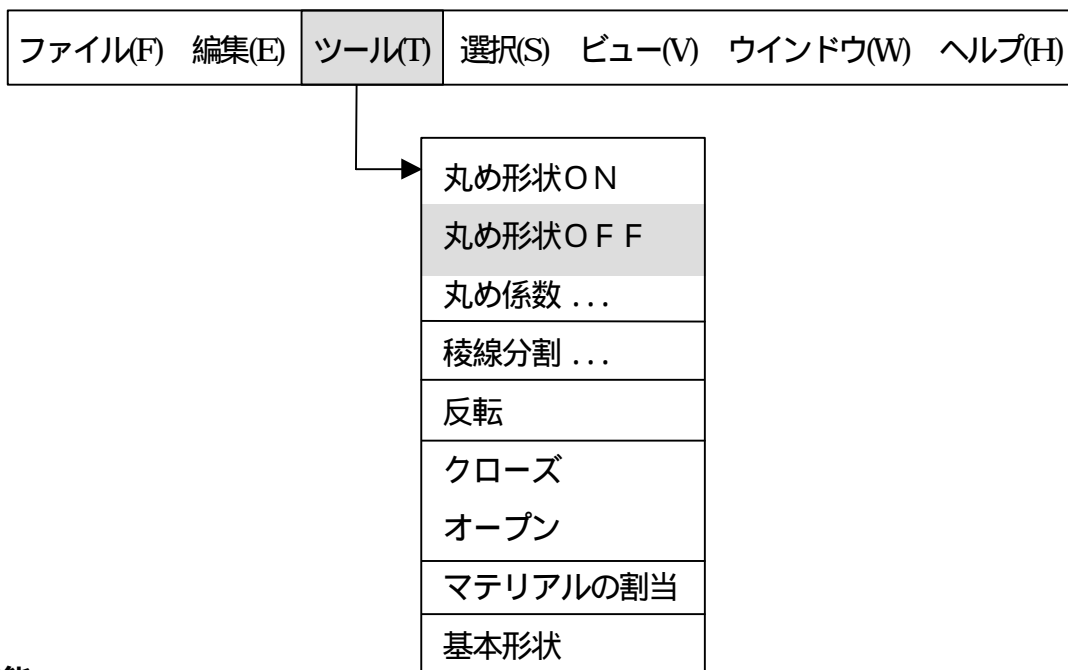 ファイル(F) 編集(E) ツール(T) 選択(S) ビュー(V) ウインドウ(W) ヘルプ(H)
丸め形状ＯＮ
丸め形状ＯＦＦ
丸め係数 ...
稜線分割 ...
反転
クローズ
オープン
マテリアルの割当
基本形状